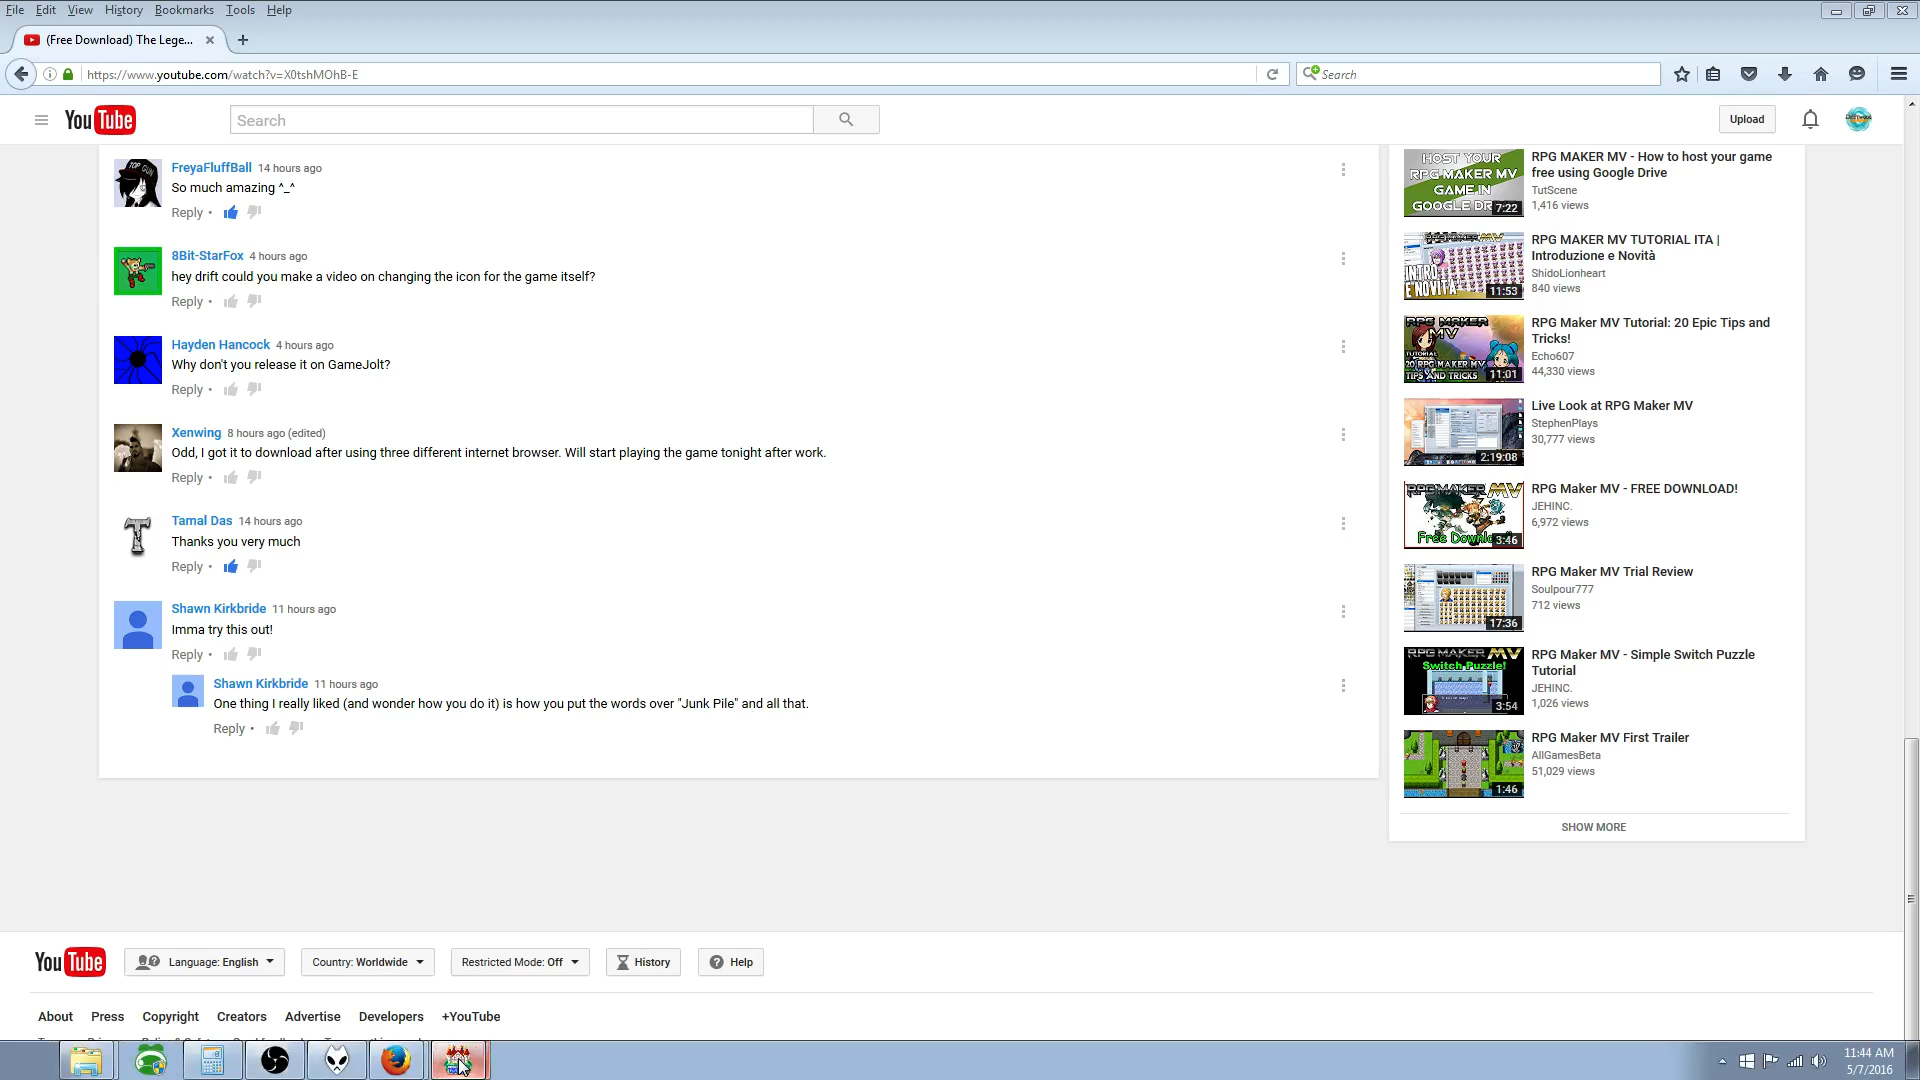 File Edit View History Bookmarks Tools Help
(Free Download) The Lege...
https://www.youtube.com/watch?v=X0tshMOhB-E
Search
YouTube
Search
Upload
FreyaFluffBall 14 hours ago
So much amazing ^_^
Reply •
8Bit-StarFox 4 hours ago
hey drift could you make a video on changing the icon for the game itself?
Reply •
Hayden Hancock 4 hours ago
Why don't you release it on GameJolt?
Reply •
Xenwing 8 hours ago (edited)
Odd, I got it to download after using three different internet browser. Will start playing the game tonight after work.
Reply •
Tamal Das 14 hours ago
Thanks you very much
Reply •
Shawn Kirkbride 11 hours ago
Imma try this out!
Reply •
Shawn Kirkbride 11 hours ago
One thing I really liked (and wonder how you do it) is how you put the words over "Junk Pile" and all that.
Reply •
HOST YOUR
RPG MAKER MV
GAME IN
GOOGLE DR
7:22
RPG MAKER MV - How to host your game
free using Google Drive
TutScene
1,416 views
RPG MAKER MV
INTRO
E NOVITA'
11:53
RPG MAKER MV TUTORIAL ITA |
Introduzione e Novità
ShidoLionheart
840 views
RPG MAKER
MV
TUTORIAL
20 RPG MAKER MV
TIPS AND TRICKS
11:01
RPG Maker MV Tutorial: 20 Epic Tips and
Tricks!
Echo607
44,330 views
2:19:08
Live Look at RPG Maker MV
StephenPlays
30,777 views
RPG MAKER MV
3:46
RPG Maker MV - FREE DOWNLOAD!
JEHINC.
6,972 views
17:36
RPG Maker MV Trial Review
Soulpour777
712 views
RPG MAKER MV
Switch Puzzle!
3:54
RPG Maker MV - Simple Switch Puzzle
Tutorial
JEHINC.
1,026 views
1:46
RPG Maker MV First Trailer
AllGamesBeta
51,029 views
SHOW MORE
YouTube
Language: English
Country: Worldwide
Restricted Mode: Off
History
Help
About Press Copyright Creators Advertise Developers +YouTube
11:44 AM
5/7/2016